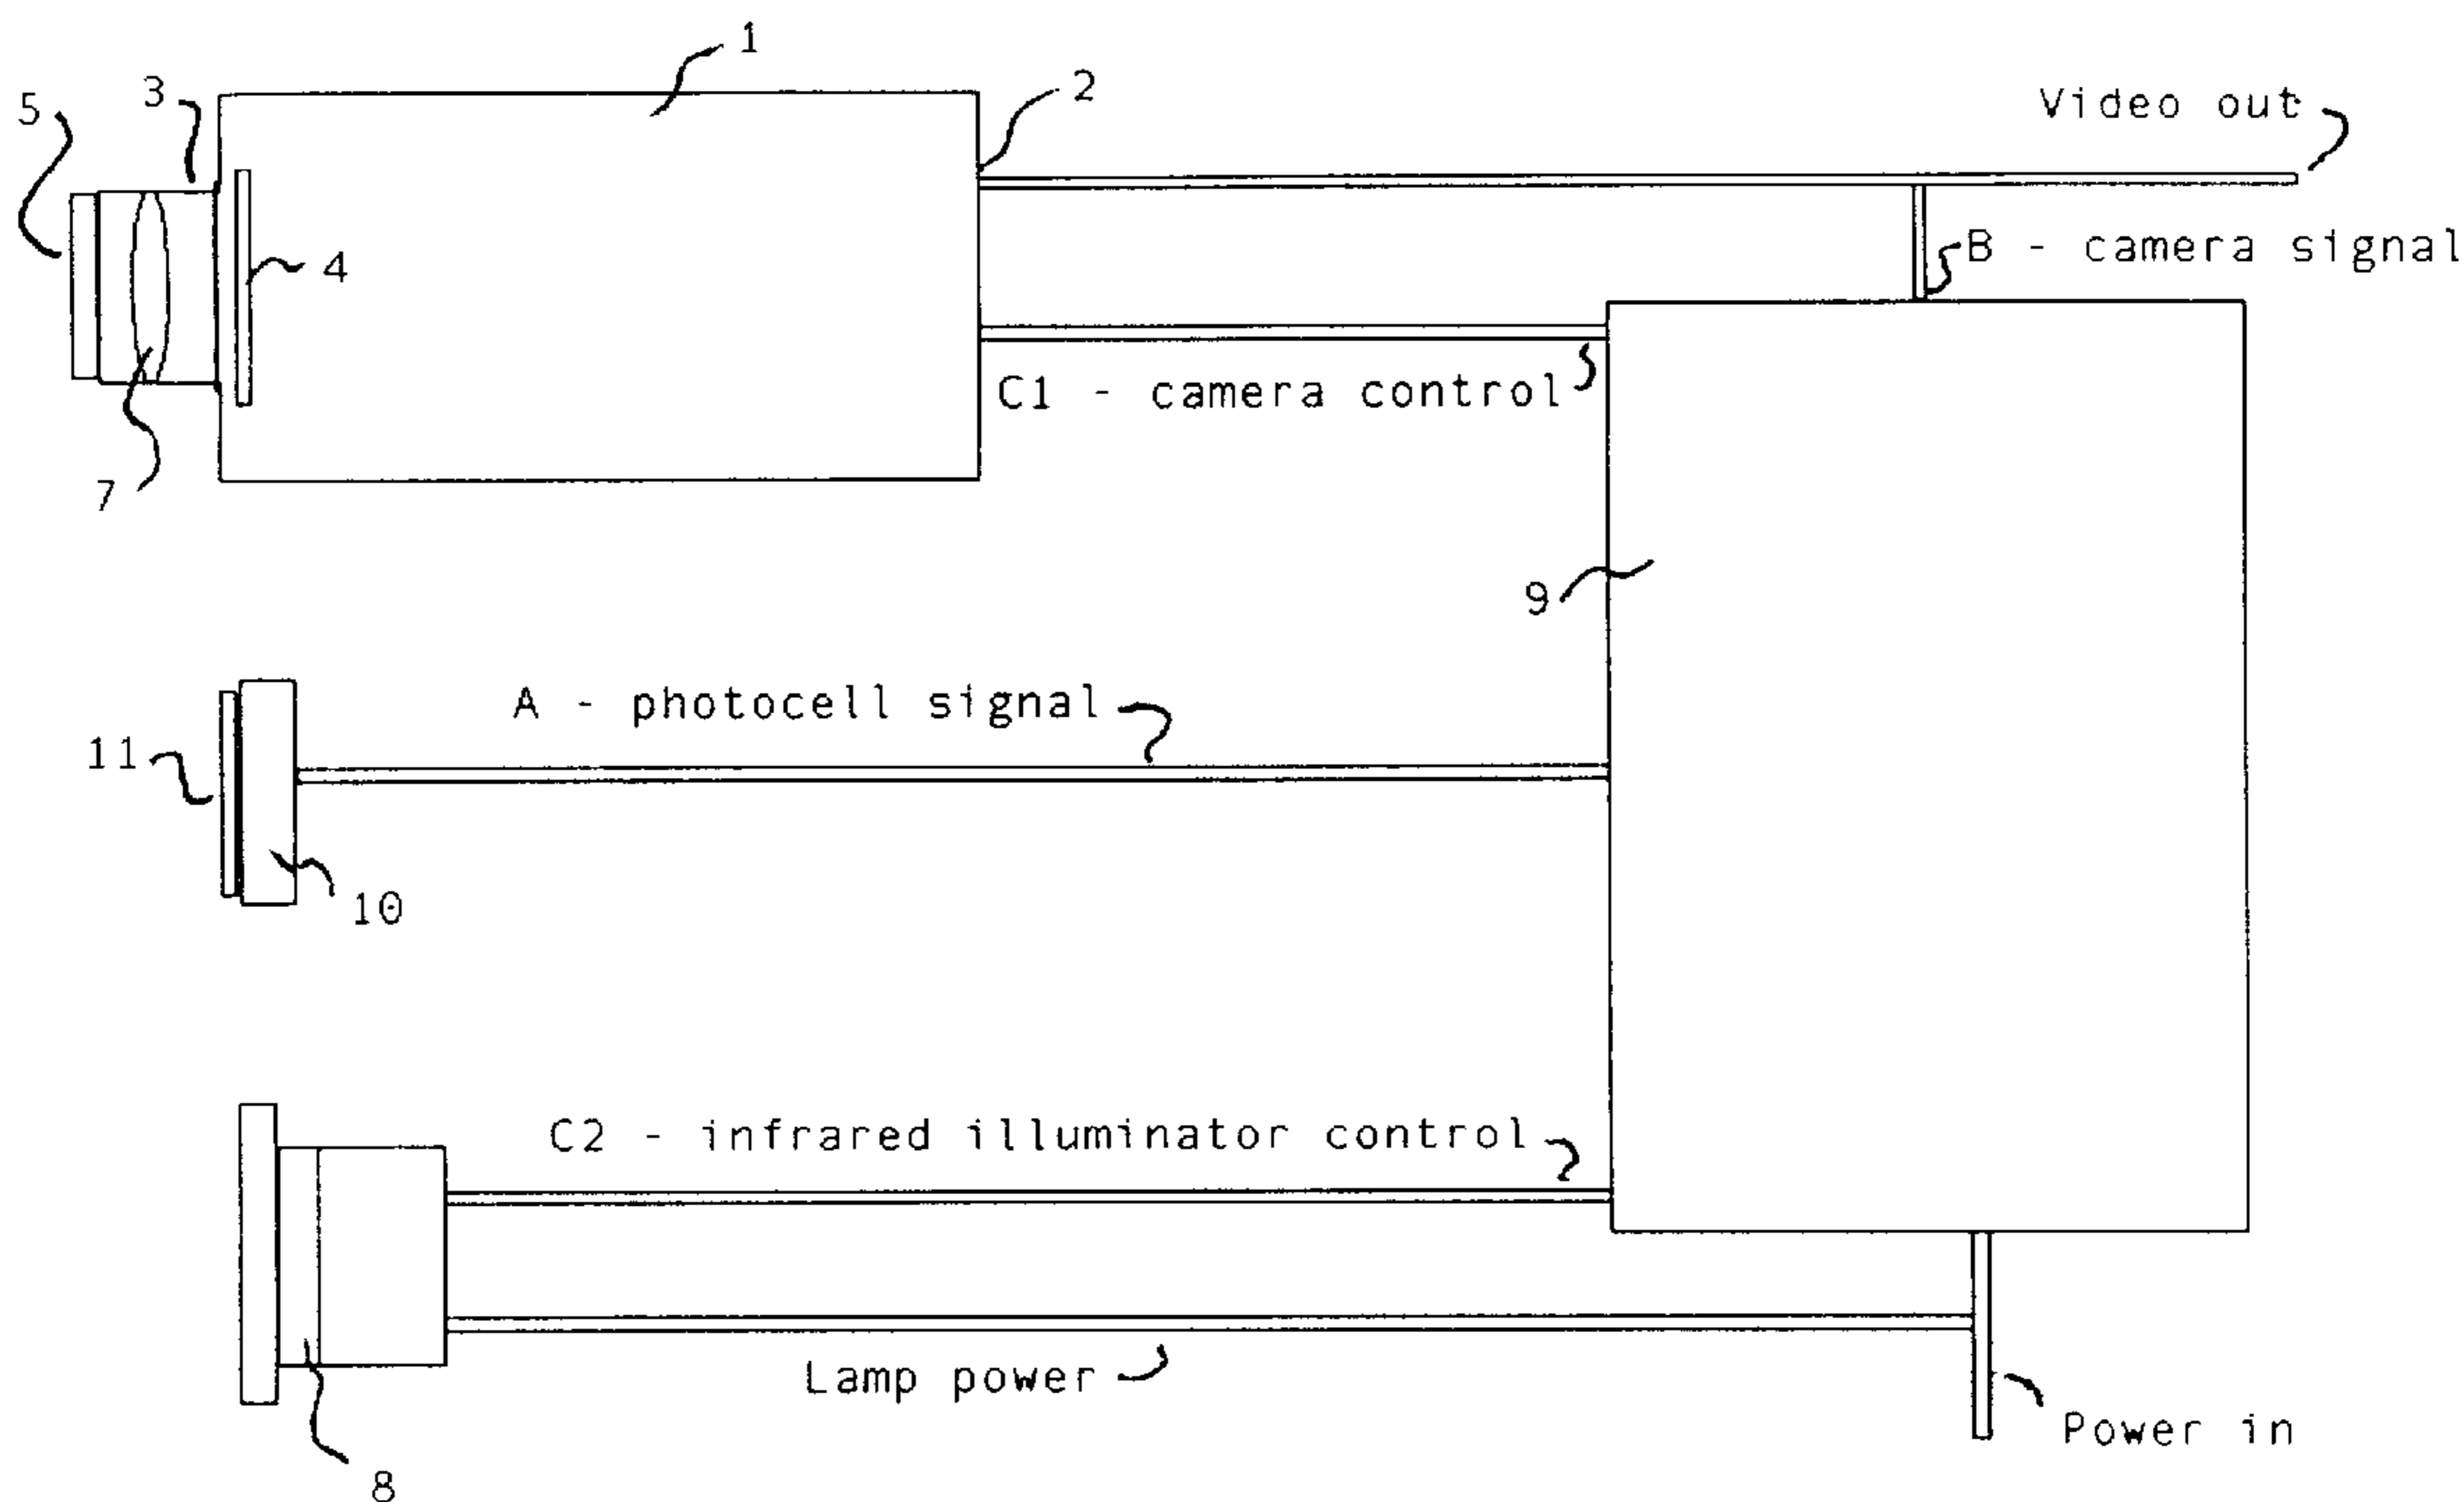 1
2
3
5
Video out
4
B - camera signal
C1 - camera control
7
9
A - photocell signal
11
10
C2 - infrared illuminator control
Lamp power
Power in
8